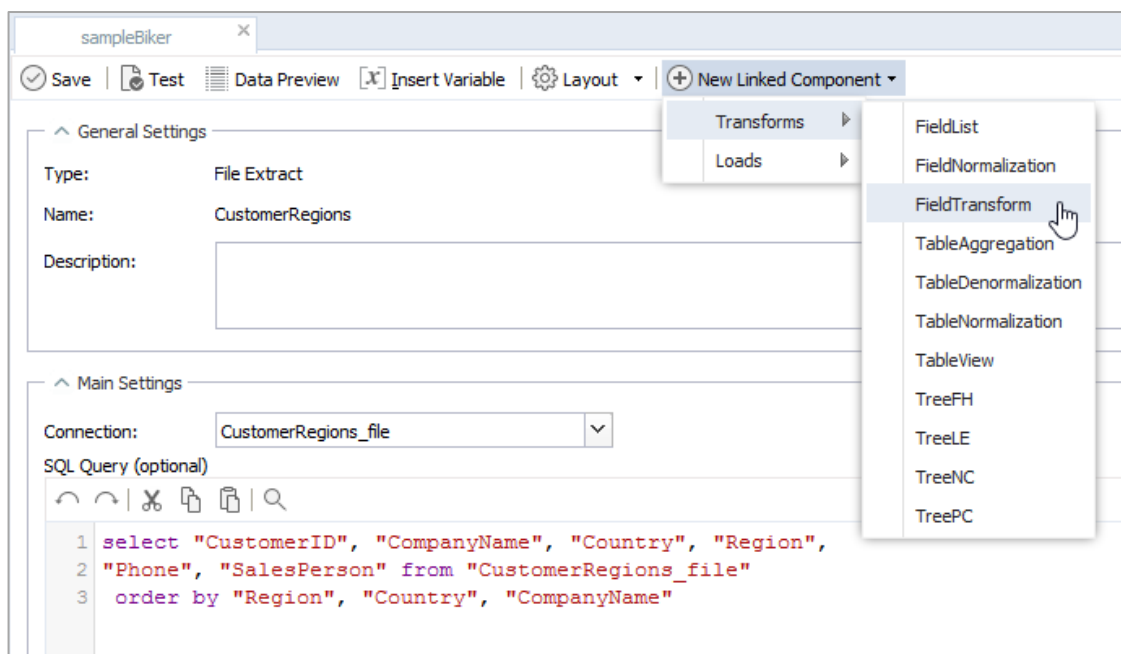 sampleBiker
Save Test Data Preview [x] Insert Variable Layout New Linked Component
Transforms
Loads
FieldList
FieldNormalization
FieldTransform
TableAggregation
TableDenormalization
TableNormalization
TableView
TreeFH
TreeLE
TreeNC
TreePC
General Settings
Type: File Extract
Name: CustomerRegions
Description:
Main Settings
Connection: CustomerRegions_file
SQL Query (optional)
1 select "CustomerID", "CompanyName", "Country", "Region",
2 "Phone", "SalesPerson" from "CustomerRegions_file"
3 order by "Region", "Country", "CompanyName"